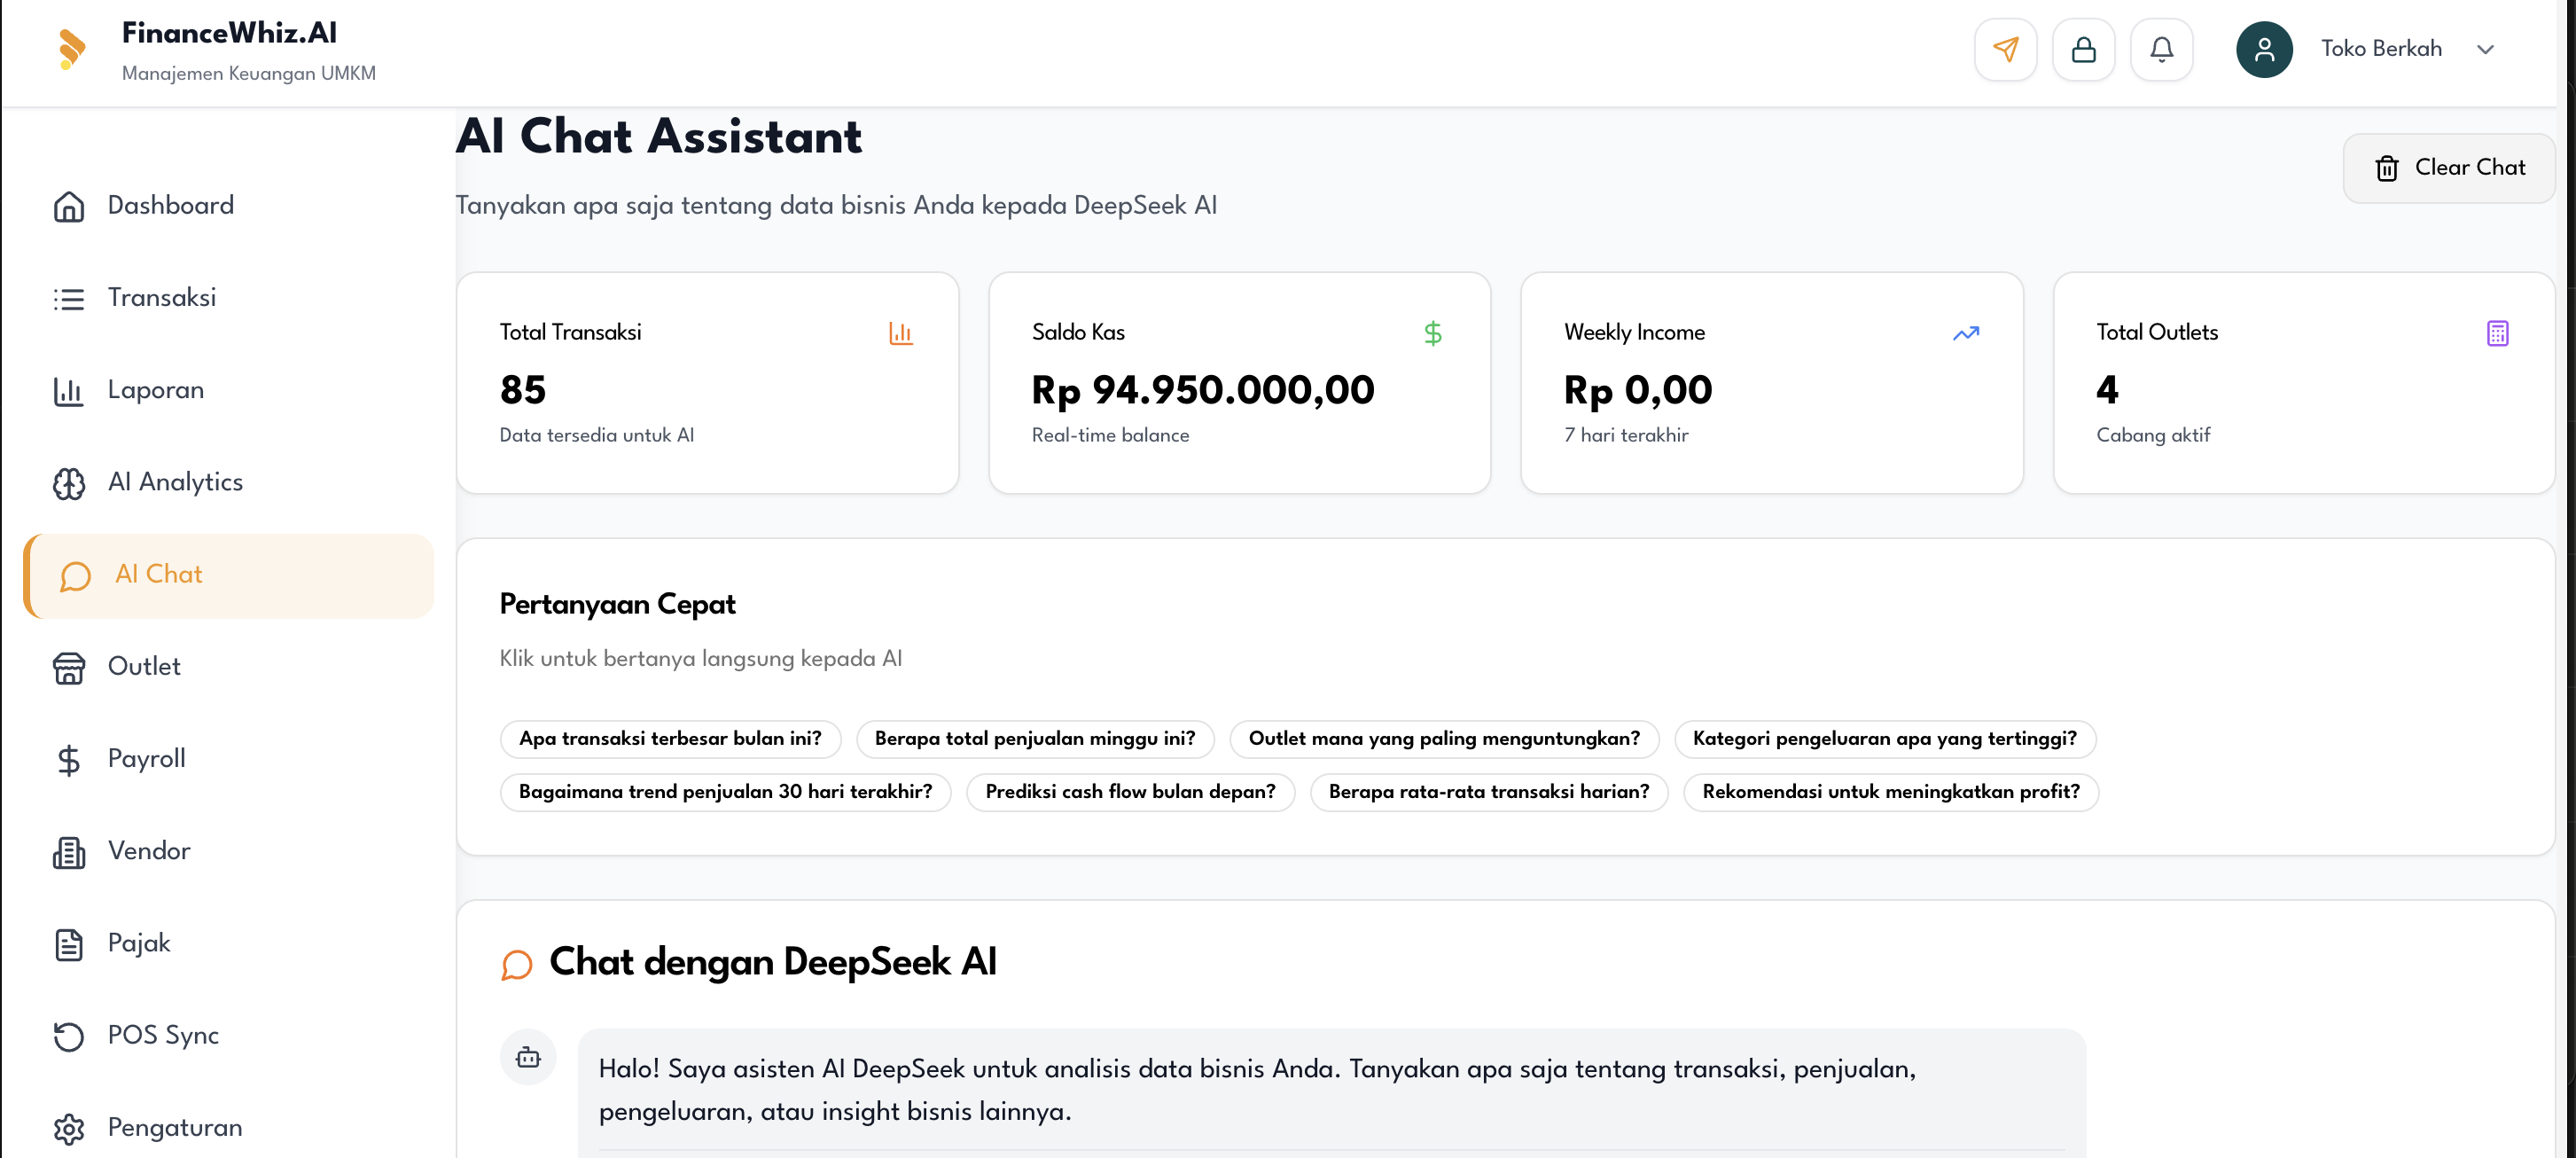 FinanceWhiz.AI
Manajemen Keuangan UMKM
Toko Berkah
Dashboard
Transaksi
Laporan
AI Analytics
AI Chat
Outlet
Payroll
Vendor
Pajak
POS Sync
Pengaturan
AI Chat Assistant
Tanyakan apa saja tentang data bisnis Anda kepada DeepSeek AI
Clear Chat
Total Transaksi
85
Data tersedia untuk AI
Saldo Kas
Rp 94.950.000,00
Real-time balance
Weekly Income
Rp 0,00
7 hari terakhir
Total Outlets
4
Cabang aktif
Pertanyaan Cepat
Klik untuk bertanya langsung kepada AI
Apa transaksi terbesar bulan ini?
Berapa total penjualan minggu ini?
Outlet mana yang paling menguntungkan?
Kategori pengeluaran apa yang tertinggi?
Bagaimana trend penjualan 30 hari terakhir?
Prediksi cash flow bulan depan?
Berapa rata-rata transaksi harian?
Rekomendasi untuk meningkatkan profit?
Chat dengan DeepSeek AI
Halo! Saya asisten AI DeepSeek untuk analisis data bisnis Anda. Tanyakan apa saja tentang transaksi, penjualan,
pengeluaran, atau insight bisnis lainnya.